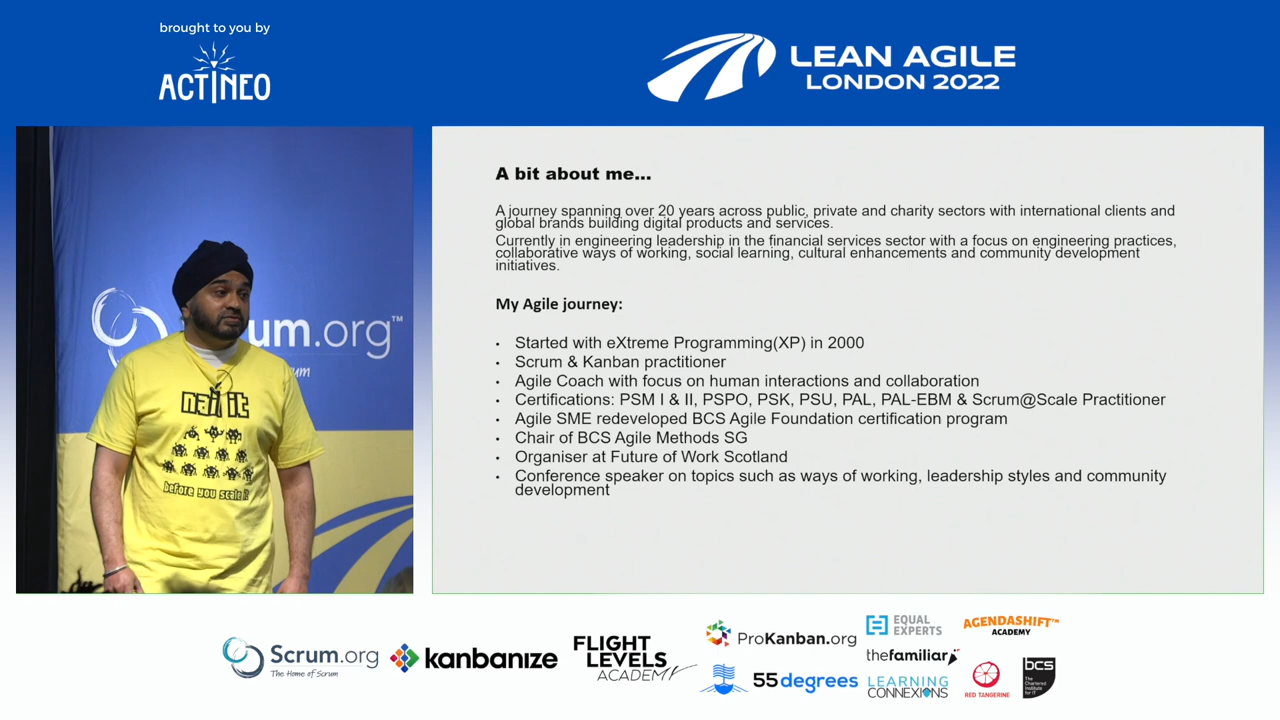 brought to you by
ACTINEO
LEAN AGILE
LONDON 2022
um.org™
um
nail it
before you scale it
A bit about me...
A journey spanning over 20 years across public, private and charity sectors with international clients and
global brands building digital products and services.
Currently in engineering leadership in the financial services sector with a focus on engineering practices,
collaborative ways of working, social learning, cultural enhancements and community development
initiatives.
My Agile journey:
• Started with eXtreme Programming(XP) in 2000
• Scrum & Kanban practitioner
• Agile Coach with focus on human interactions and collaboration
• Certifications: PSM I & II, PSPO, PSK, PSU, PAL, PAL-EBM & Scrum@Scale Practitioner
• Agile SME redeveloped BCS Agile Foundation certification program
• Chair of BCS Agile Methods SG
• Organiser at Future of Work Scotland
• Conference speaker on topics such as ways of working, leadership styles and community
development
Scrum.org
The Home of Scrum
kanbanize
FLIGHT
LEVELS
ACADEMY
ProKanban.org
55degrees
EQUAL
EXPERTS
thefamiliar
LEARNING
CONNEXIONS
AGENDASHIFT™
ACADEMY
RED TANGERINE
bcs
The
Chartered
Institute
for IT